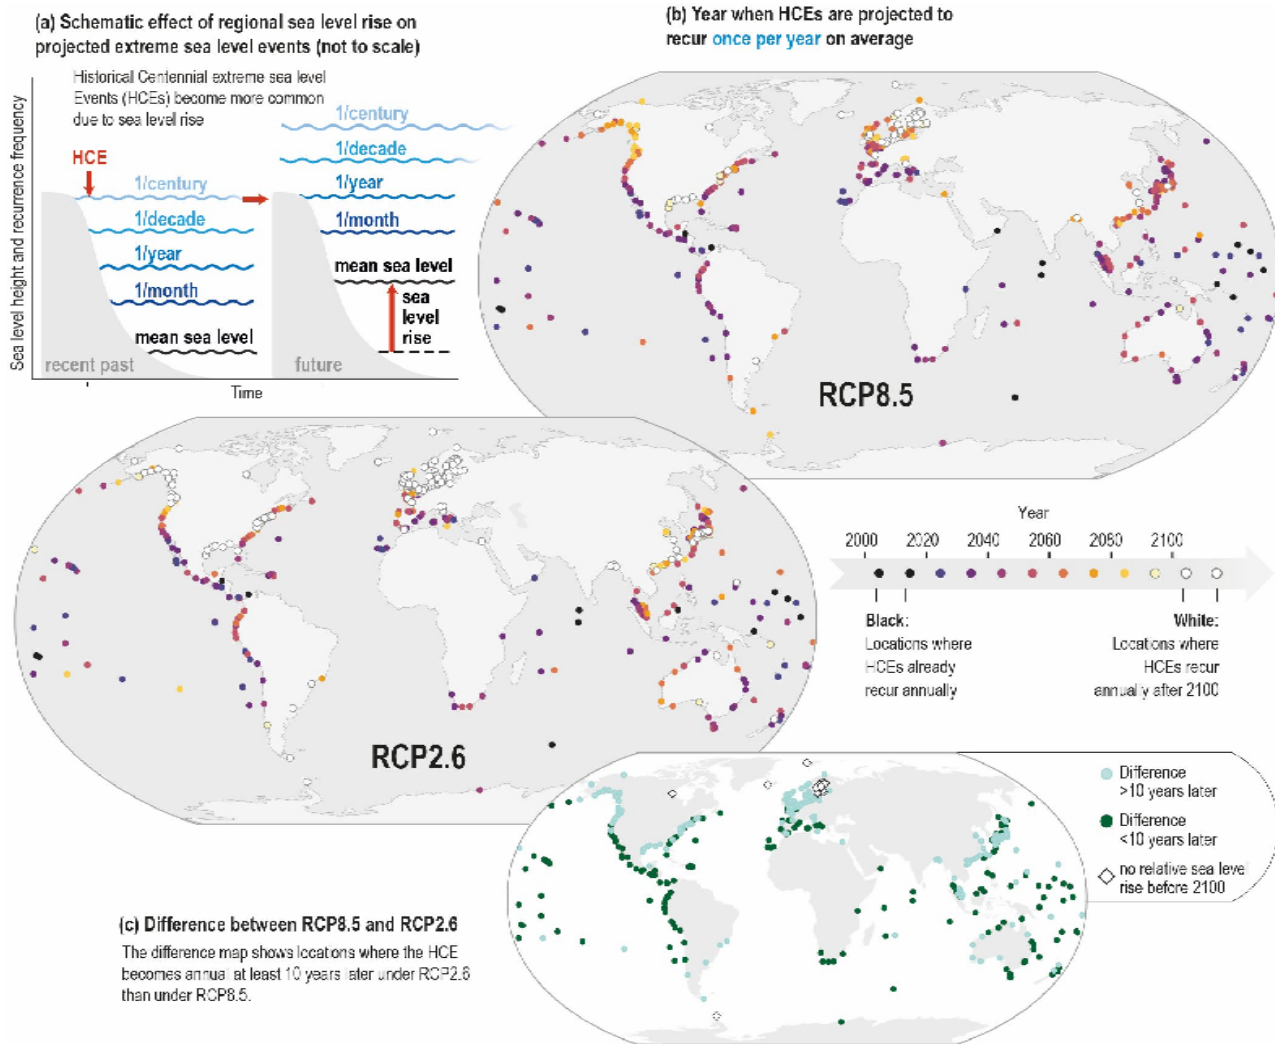 (a) Schematic effect of regional sea level rise on
projected extreme sea level events (not to scale)
Historical Centennial extreme sea level
Events (HCEs) become more common
due to sea level rise
Sea level height and recurrence frequency
HCE
1/century
1/decade
1/year
1/month
mean sea level
recent past
1/century
1/decade
1/year
1/month
mean sea level
sea
level
rise
future
Time
(b) Year when HCEs are projected to
recur once per year on average
RCP8.5
RCP2.6
Year
2000 2020 2040 2060 2080 2100
Black:
Locations where
HCEs already
recur annually
White:
Locations where
HCEs recur
annually after 2100
(c) Difference between RCP8.5 and RCP2.6
The difference map shows locations where the HCE
becomes annual at least 10 years later under RCP2.6
than under RCP8.5.
Difference
>10 years later
Difference
<10 years later
no relative sea level
rise before 2100